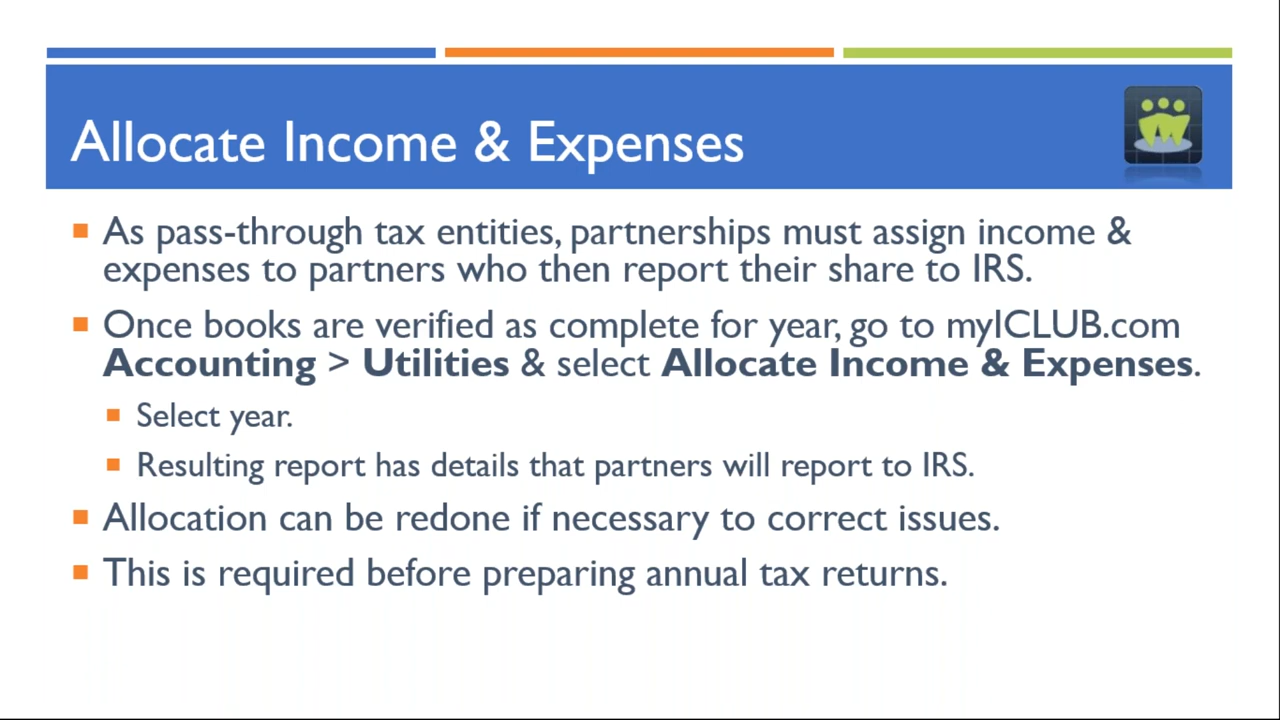 Allocate Income & Expenses
As pass-through tax entities, partnerships must assign income &
expenses to partners who then report their share to IRS.
Once books are verified as complete for year, go to myICLUB.com
Accounting > Utilities & select Allocate Income & Expenses.
Select year.
Resulting report has details that partners will report to IRS.
Allocation can be redone if necessary to correct issues.
This is required before preparing annual tax returns.